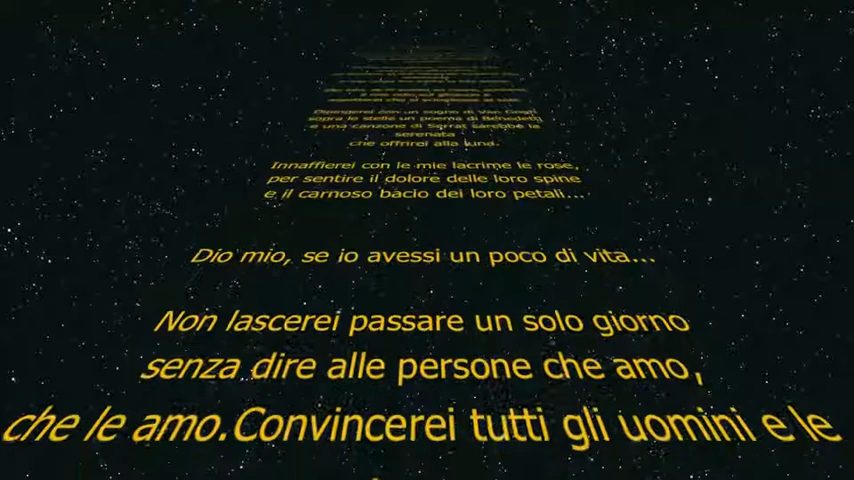 Dipingerei con un sogno di Van Gogh
sopra le stelle un poema di Benedetti
e una canzone di Serrat sarebbe la
serenata
che offrirei alla luna.
Innaffierei con le mie lacrime le rose,
per sentire il dolore delle loro spine
e il carnoso bacio dei loro petali...
Dio mio, se io avessi un poco di vita...
Non lascerei passare un solo giorno
senza dire alle persone che amo,
che le amo.Convincerei tutti gli uomini e le